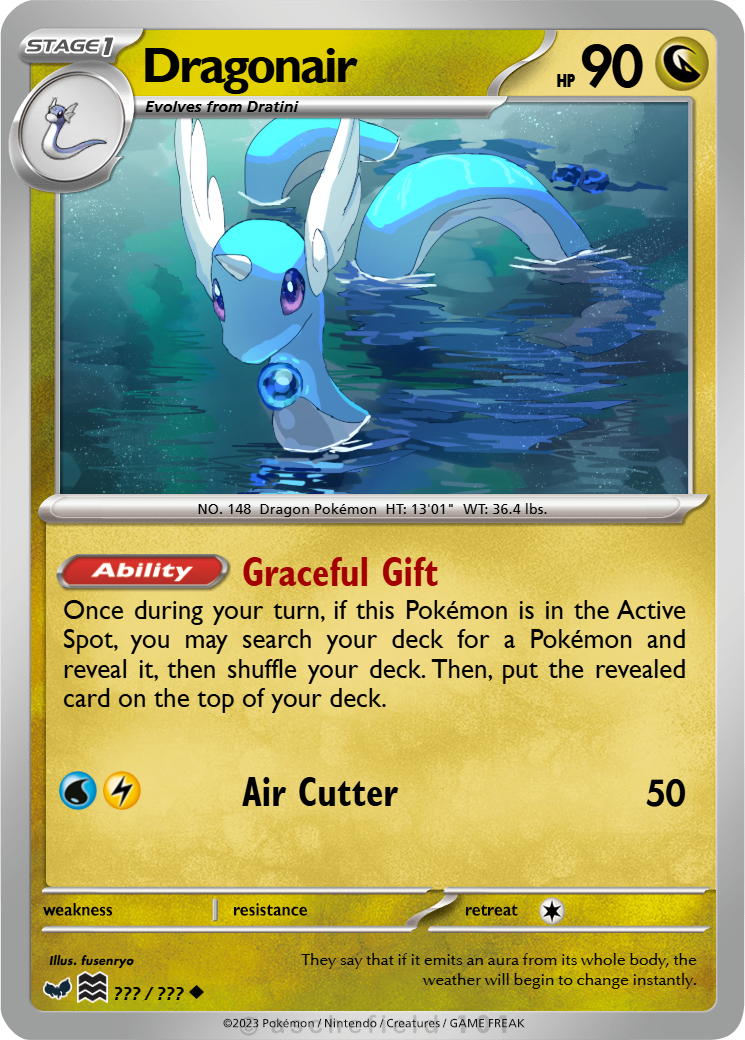 STAGE1
Dragonair
HP 90
Evolves from Dratini
NO. 148 Dragon Pokémon HT: 13'01" WT: 36.4 lbs.
Ability Graceful Gift
Once during your turn, if this Pokémon is in the Active
Spot, you may search your deck for a Pokémon and
reveal it, then shuffle your deck. Then, put the revealed
card on the top of your deck.
Air Cutter 50
weakness resistance retreat
Illus. fusenryo
They say that if it emits an aura from its whole body, the
weather will begin to change instantly.
??? / ???
©2023 Pokémon / Nintendo / Creatures / GAME FREAK